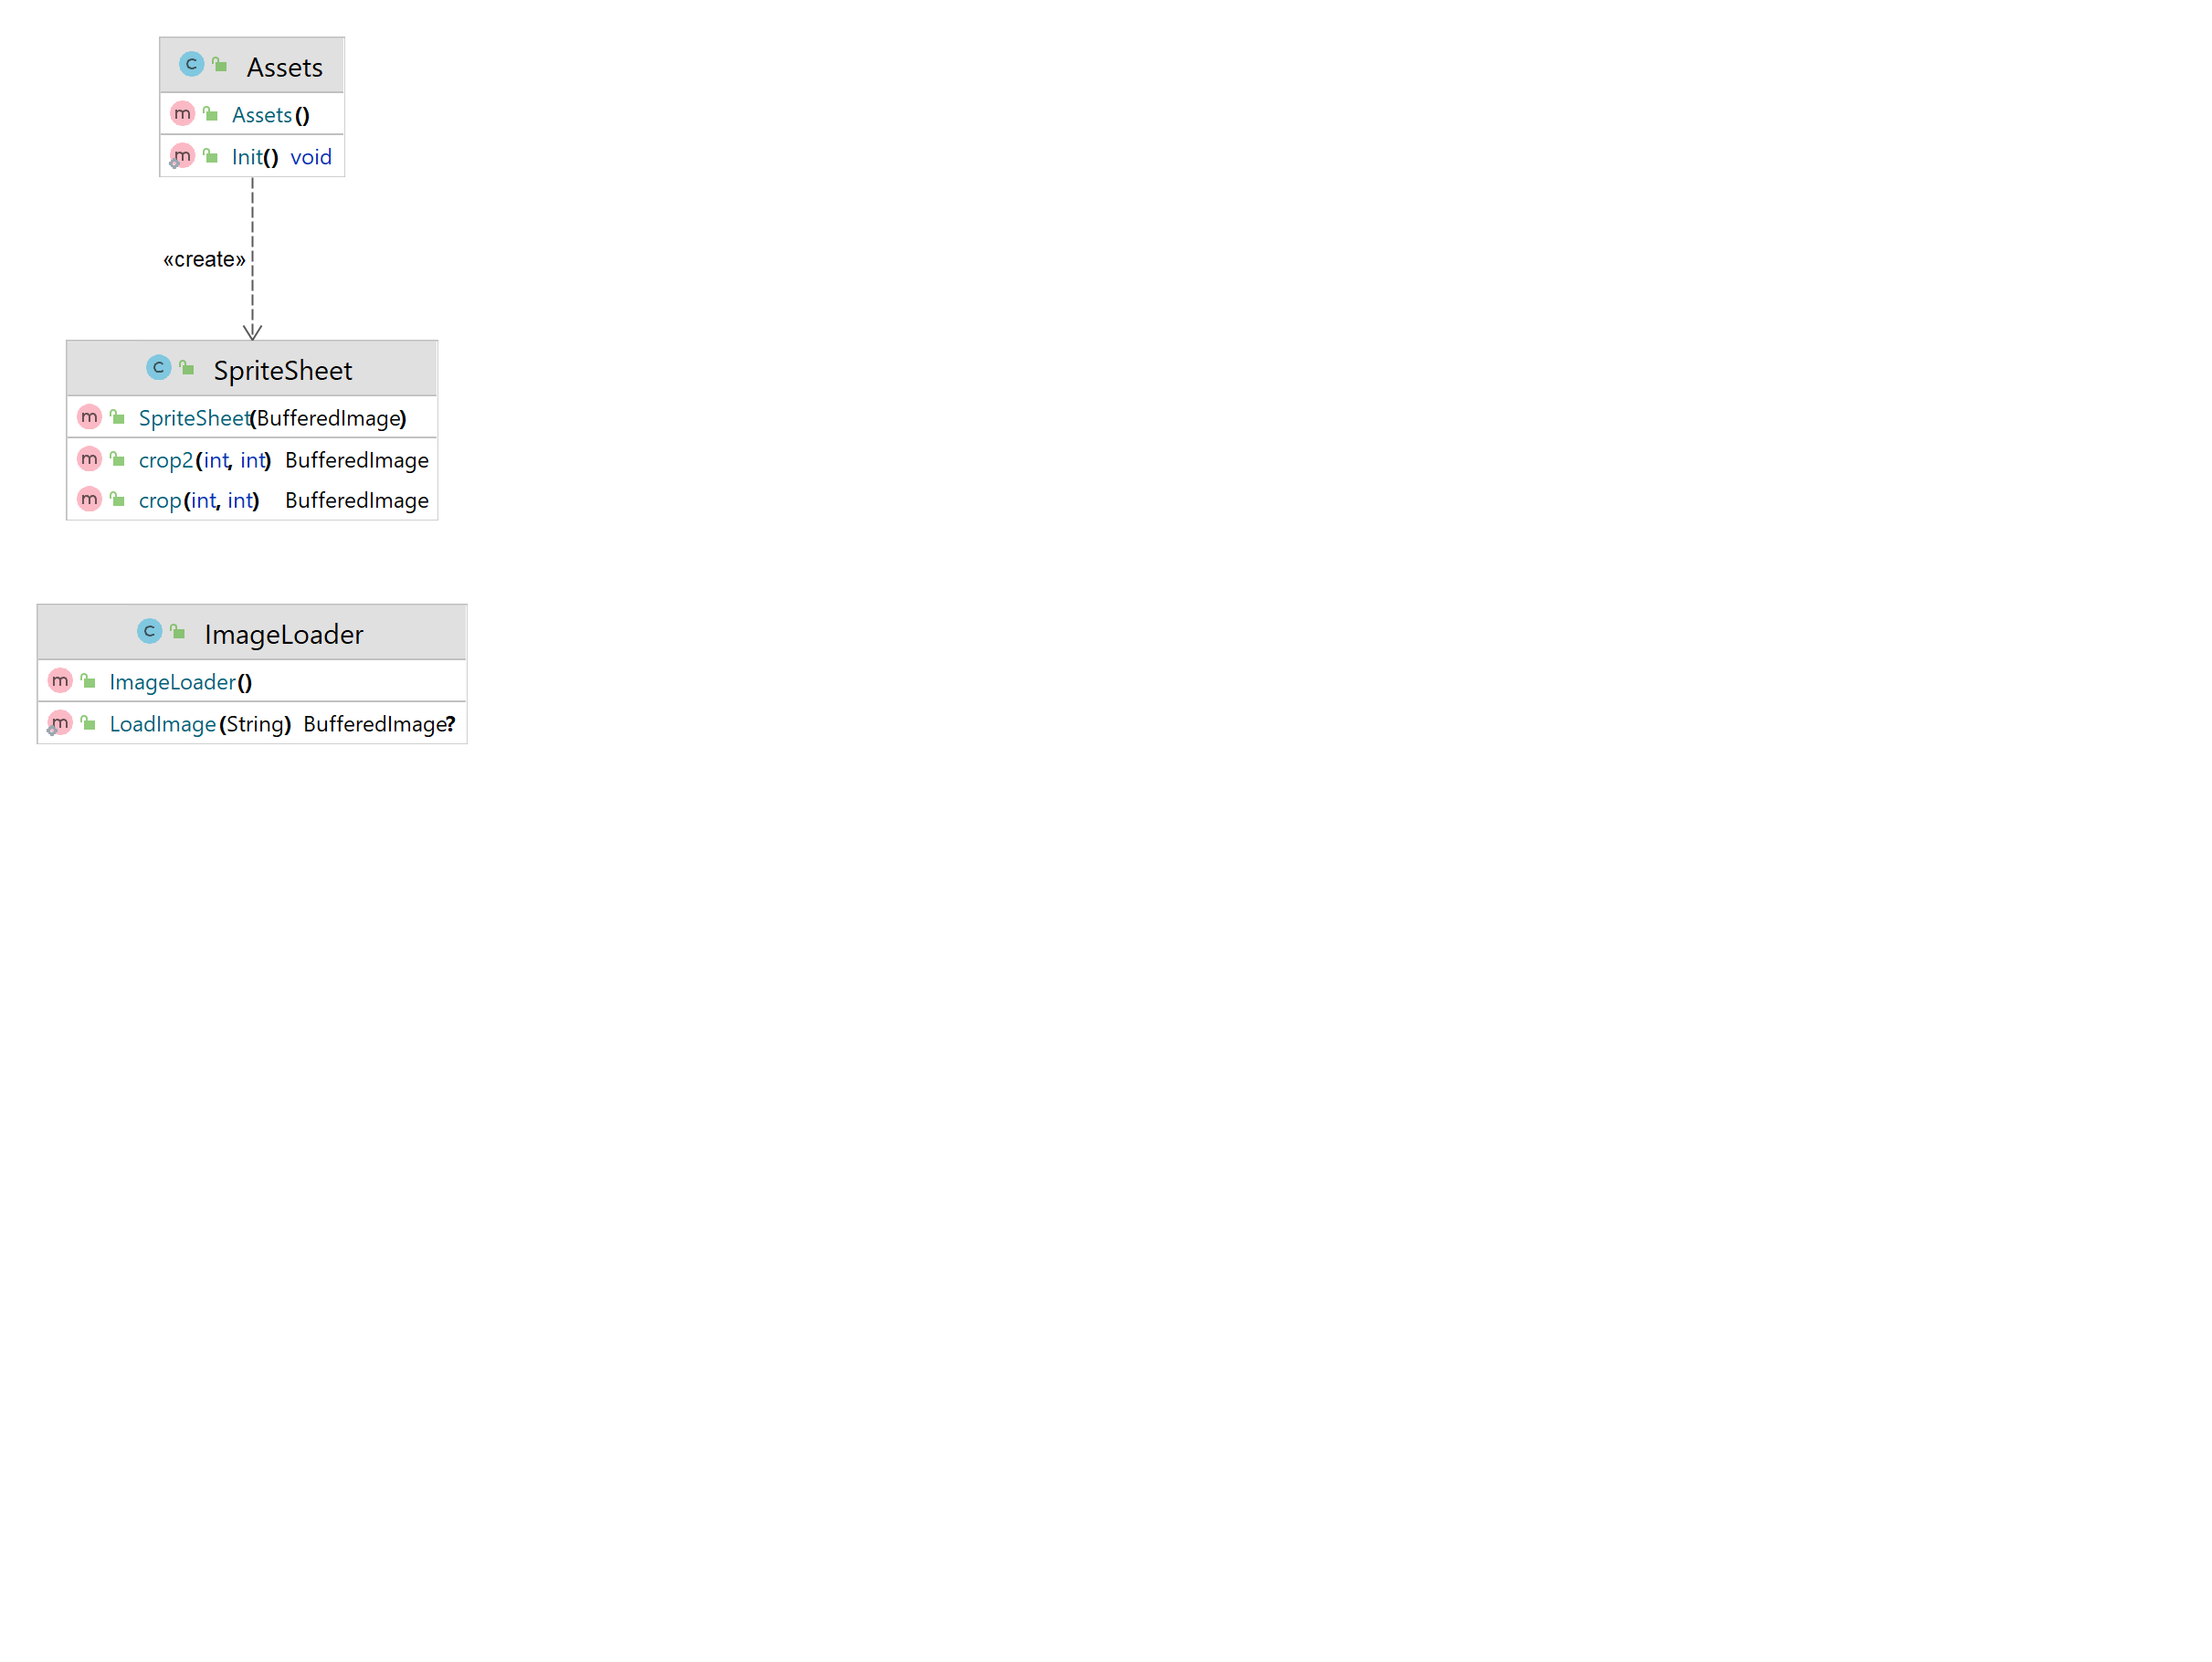 Assets
Assets()
Init() void
«create»
SpriteSheet
SpriteSheet(BufferedImage)
crop2(int, int) BufferedImage
crop(int, int) BufferedImage
ImageLoader
ImageLoader()
LoadImage(String) BufferedImage?